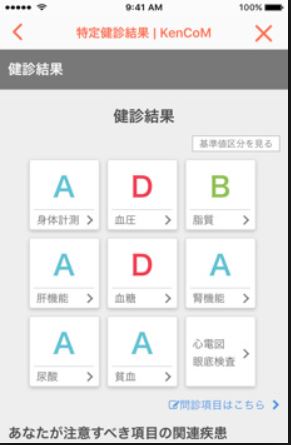 9:41 AM
100%
特定健診結果 | KenCoM
健診結果
健診結果
基準値区分を見る
A
D
B
身体計測
血圧
脂質
A
D
A
肝機能
血糖
腎機能
A
A
心電図
眼底検査
尿酸
貧血
問診項目はこちら
あなたが注意すべき項目の関連疾患